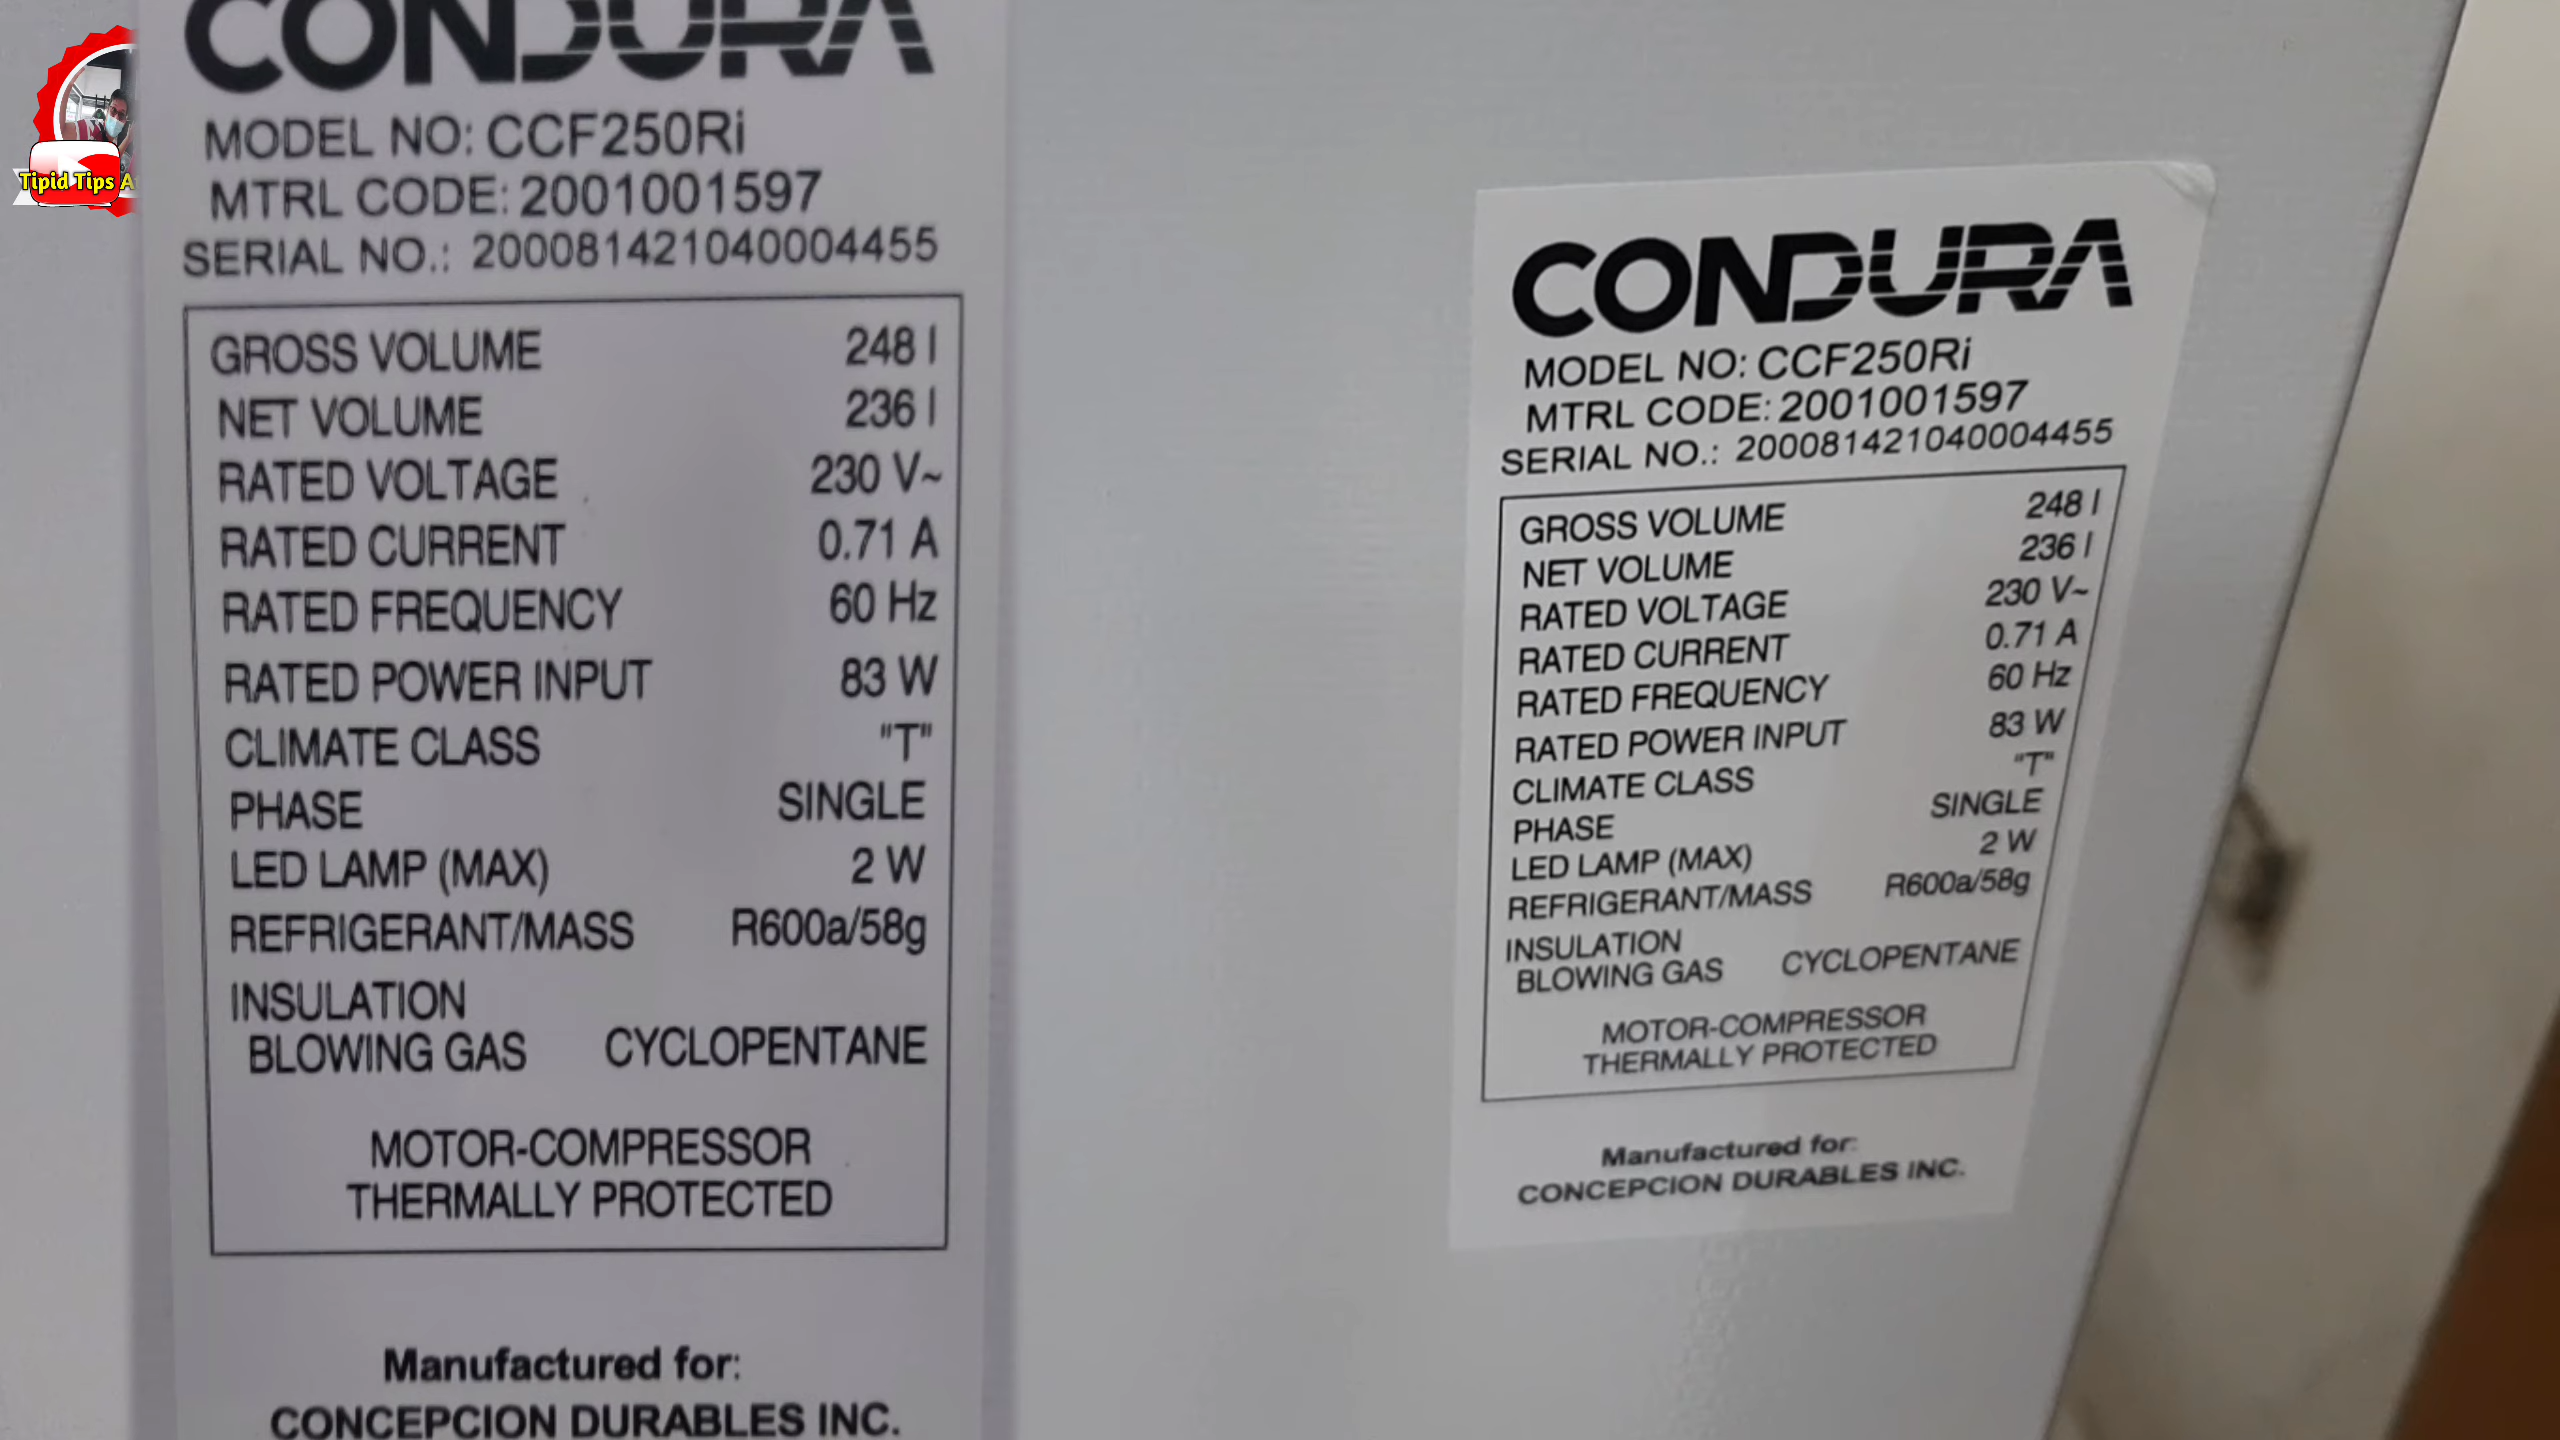 Tipid Tips A
CONDURA
MODEL NO: CCF250Ri
MTRL CODE: 2001001597
SERIAL NO.: 200081421040004455
GROSS VOLUME 248 l
NET VOLUME 236 l
RATED VOLTAGE 230 V~
RATED CURRENT 0.71 A
RATED FREQUENCY 60 Hz
RATED POWER INPUT 83 W
CLIMATE CLASS "T"
PHASE SINGLE
LED LAMP (MAX) 2 W
REFRIGERANT/MASS R600a/58g
INSULATION
BLOWING GAS CYCLOPENTANE
MOTOR-COMPRESSOR
THERMALLY PROTECTED
Manufactured for:
CONCEPCION DURABLES INC.
CONDURA
MODEL NO: CCF250Ri
MTRL CODE: 2001001597
SERIAL NO.: 200081421040004455
GROSS VOLUME 248 l
NET VOLUME 236 l
RATED VOLTAGE 230 V~
RATED CURRENT 0.71 A
RATED FREQUENCY 60 Hz
RATED POWER INPUT 83 W
CLIMATE CLASS "T"
PHASE SINGLE
LED LAMP (MAX) 2 W
REFRIGERANT/MASS R600a/58g
INSULATION
BLOWING GAS CYCLOPENTANE
MOTOR-COMPRESSOR
THERMALLY PROTECTED
Manufactured for:
CONCEPCION DURABLES INC.